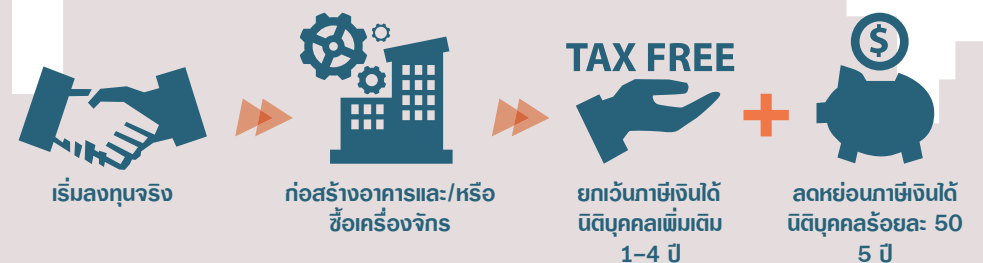 TAX FREE
$
เริ่มลงทุนจริง
ก่อสร้างอาคารและ/หรือ
ซื้อเครื่องจักร
ยกเว้นภาษีเงินได้
นิติบุคคลเพิ่มเติม
1–4 ปี
ลดหย่อนภาษีเงินได้
นิติบุคคลร้อยละ 50
5 ปี